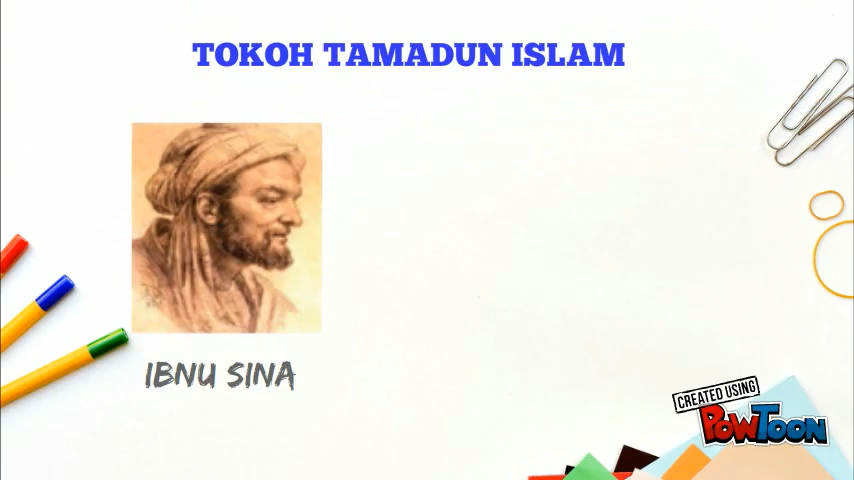 TOKOH TAMADUN ISLAM
IBNU SINA
CREATED USING
POWTOON